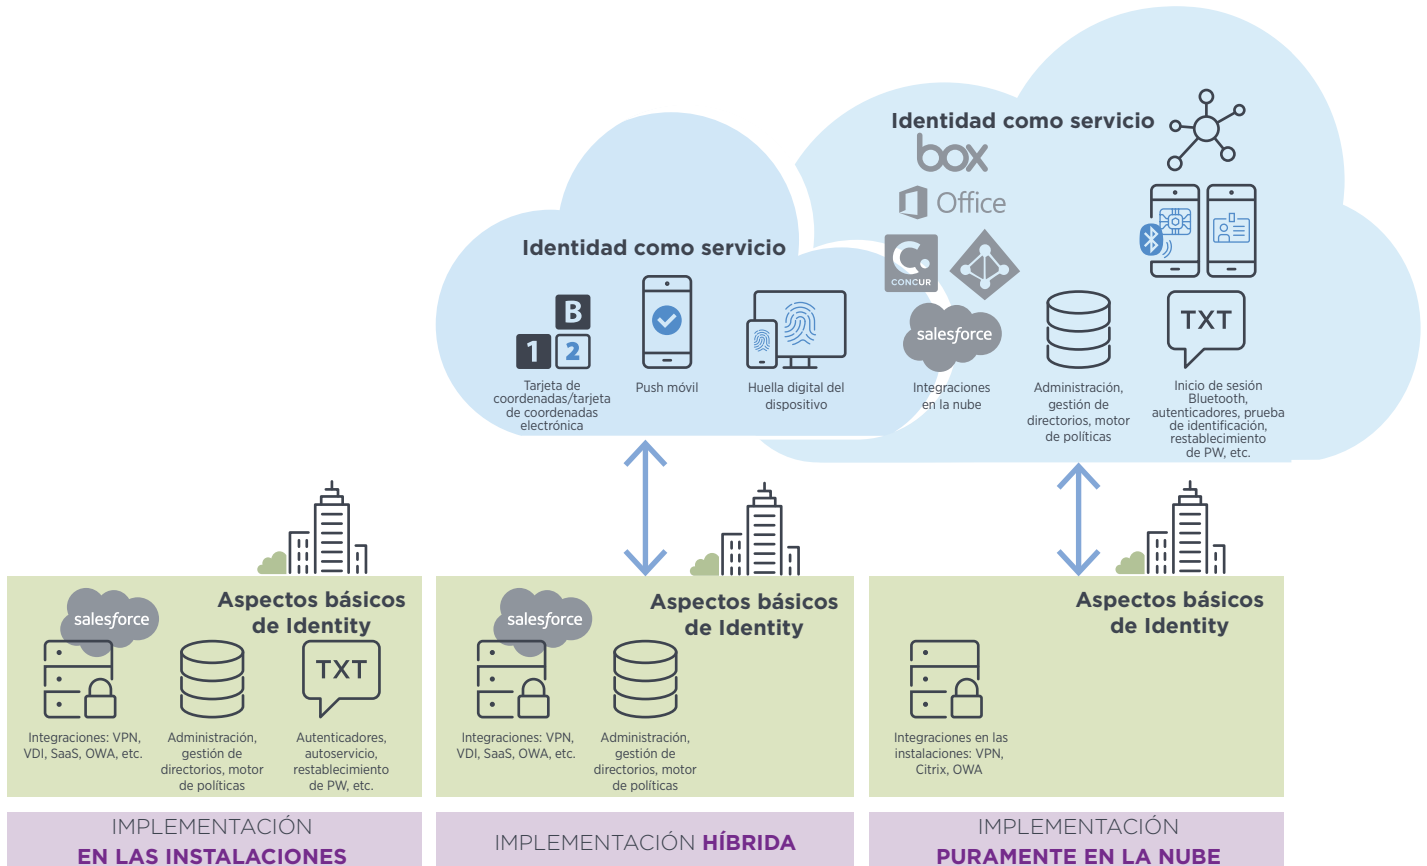 Identidad como servicio
box
Office
C.
CONCUR
salesforce
TXT
Integraciones
en la nube
Administración,
gestión de
directorios, motor
de políticas
Inicio de sesión
Bluetooth,
autenticadores, prueba
de identificación,
restablecimiento
de PW, etc.
Identidad como servicio
B
1 2
Tarjeta de
coordenadas/tarjeta
de coordenadas
electrónica
Push móvil
Huella digital del
dispositivo
salesforce
Aspectos básicos
de Identity
TXT
Integraciones: VPN,
VDI, SaaS, OWA, etc.
Administración,
gestión de
directorios, motor
de políticas
Autenticadores,
autoservicio,
restablecimiento
de PW, etc.
IMPLEMENTACIÓN
EN LAS INSTALACIONES
salesforce
Aspectos básicos
de Identity
Integraciones: VPN,
VDI, SaaS, OWA, etc.
Administración,
gestión de
directorios, motor
de políticas
IMPLEMENTACIÓN HÍBRIDA
Aspectos básicos
de Identity
Integraciones en las
instalaciones: VPN,
Citrix, OWA
IMPLEMENTACIÓN
PURAMENTE EN LA NUBE